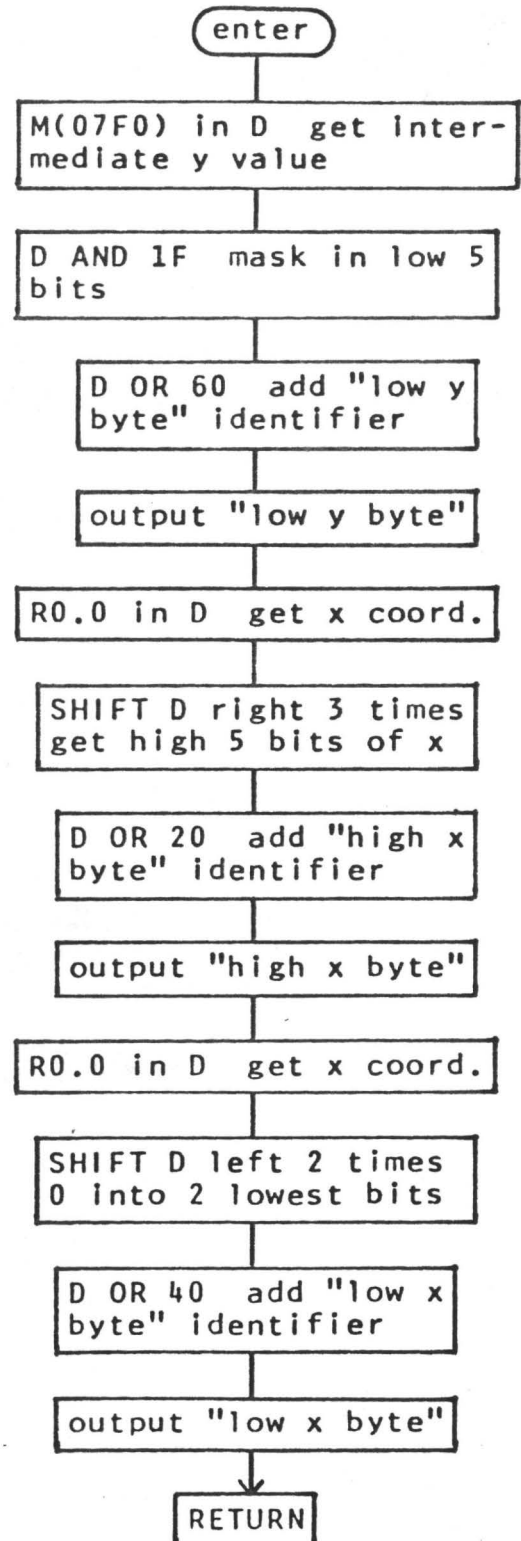 enter
M(07F0) in D get inter-
mediate y value
D AND 1F mask in low 5
bits
D OR 60 add "low y
byte" identifier
output "low y byte"
R0.0 in D get x coord.
SHIFT D right 3 times
get high 5 bits of x
D OR 20 add "high x
byte" identifier
output "high x byte"
R0.0 in D get x coord.
SHIFT D left 2 times
0 into 2 lowest bits
D OR 40 add "low x
byte" identifier
output "low x byte"
RETURN